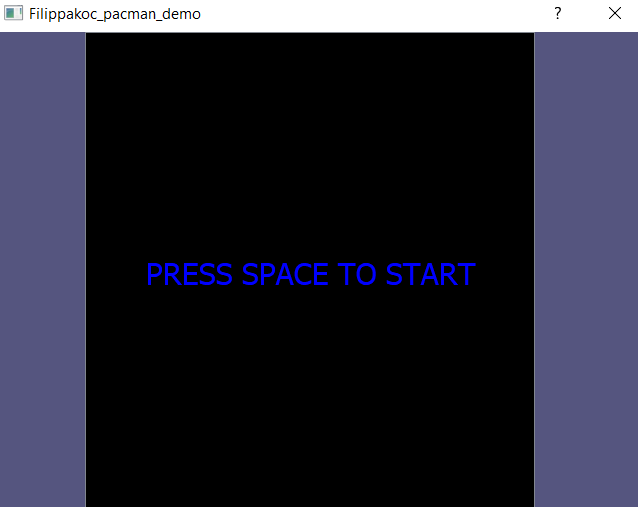 Filippakoc_pacman_demo
?
PRESS SPACE TO START